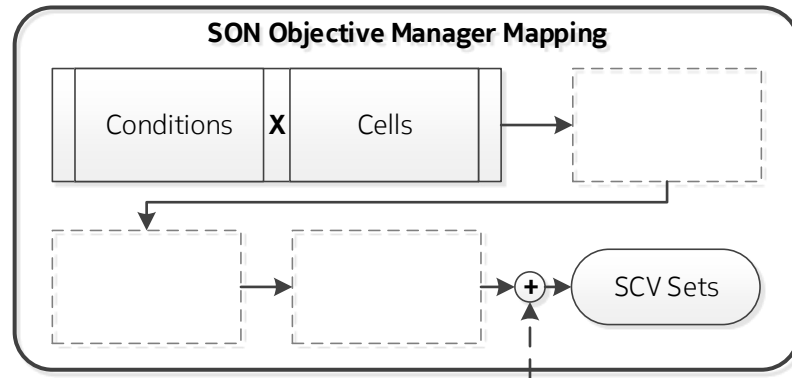 SON Objective Manager Mapping
Conditions X Cells
+ SCV Sets